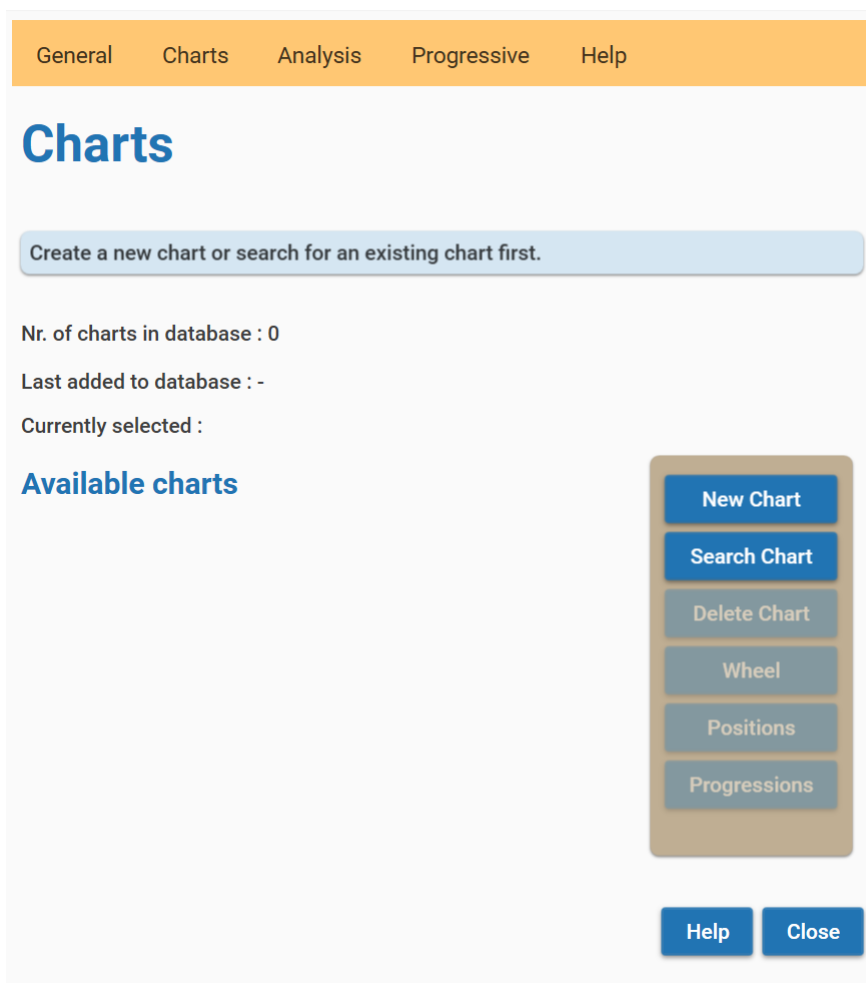 General Charts Analysis Progressive Help
Charts
Create a new chart or search for an existing chart first.
Nr. of charts in database : 0
Last added to database : -
Currently selected :
Available charts
New Chart
Search Chart
Delete Chart
Wheel
Positions
Progressions
Help Close